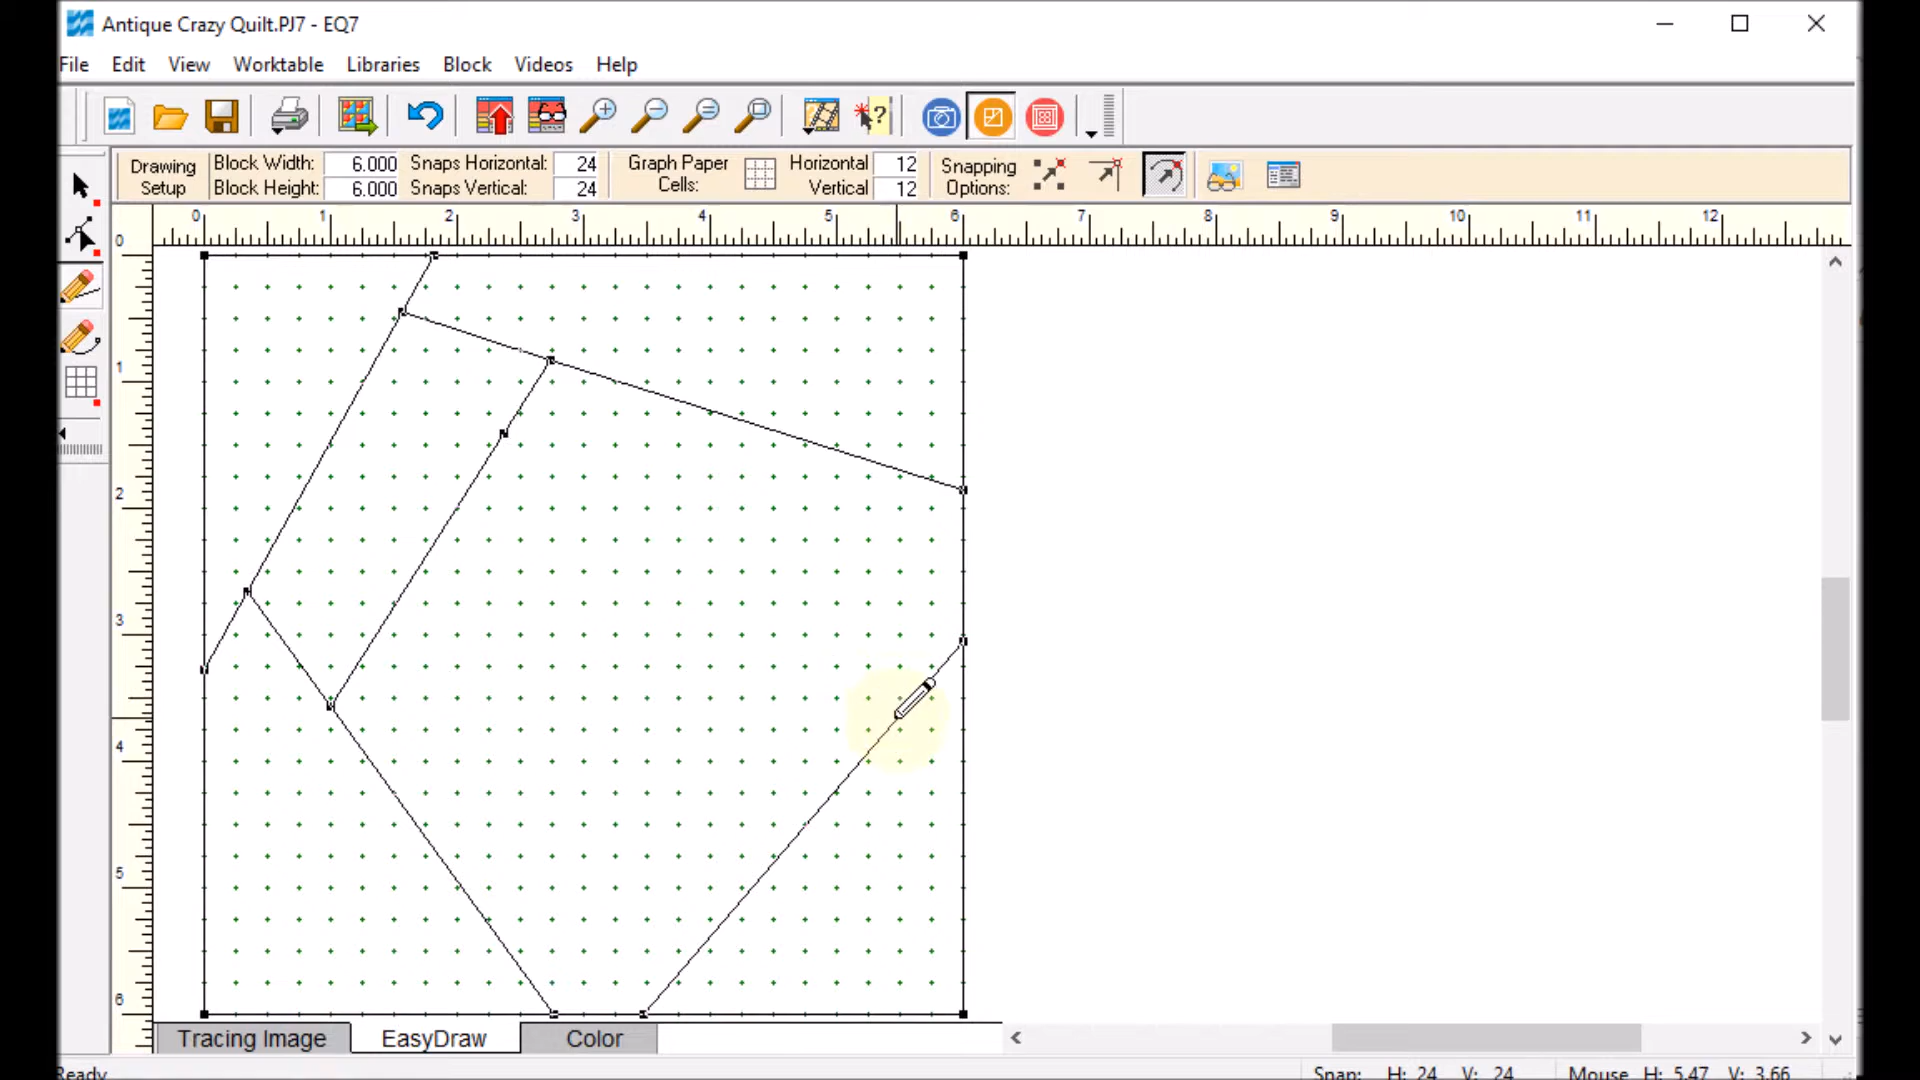 Antique Crazy Quilt.PJ7 - EQ7
File Edit View Worktable Libraries Block Videos Help
Drawing Setup
Block Width: 6.000 Snaps Horizontal: 24
Block Height: 6.000 Snaps Vertical: 24
Graph Paper Cells:
Horizontal 12
Vertical 12
Snapping Options:
0 1 2 3 4 5 6 7 8 9 10 11 12
0
1
2
3
4
5
6
Tracing Image EasyDraw Color
Ready Snap: H: 24 V: 24 Mouse H: 5.47 V: 3.66